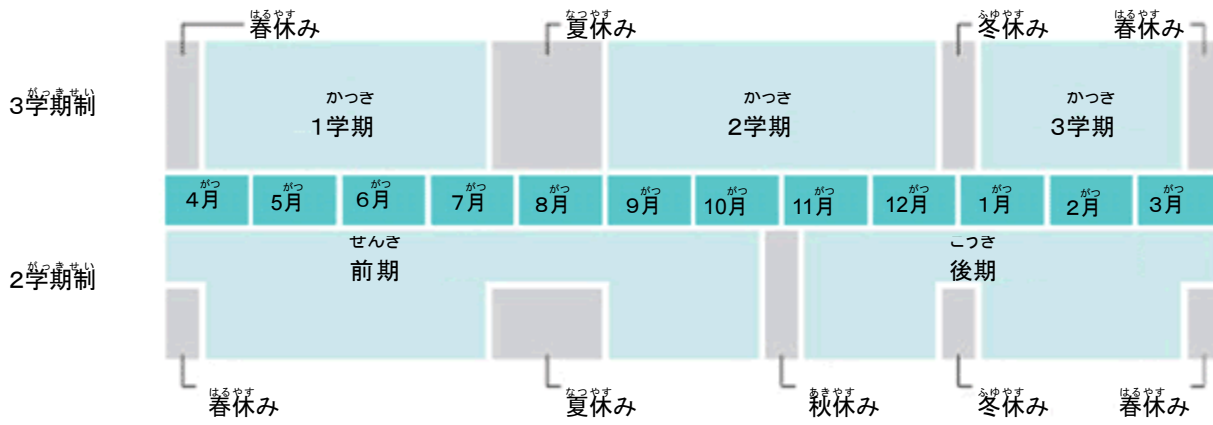 はるやす なつやす ふゆやす はるやす
春休み 夏休み 冬休み 春休み
がっきせい
3学期制
かっき かっき かっき
1学期 2学期 3学期
がつ がつ がつ がつ がつ がつ がつ がつ がつ がつ がつ がつ
4月 5月 6月 7月 8月 9月 10月 11月 12月 1月 2月 3月
がっきせい
2学期制
せんき こうき
前期 後期
はるやす なつやす あきやす ふゆやす はるやす
春休み 夏休み 秋休み 冬休み 春休み